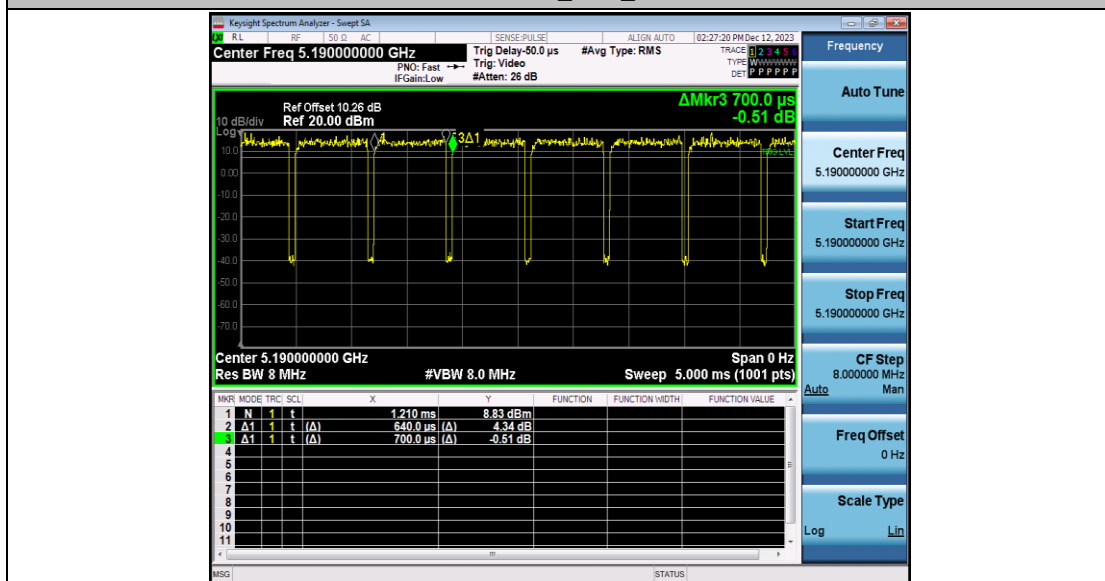 Keysight Spectrum Analyzer - Swept SA
RL RF 50 Ω AC SENSE:PULSE ALIGN AUTO 02:27:20 PM Dec 12, 2023
Center Freq 5.190000000 GHz
Trig Delay-50.0 µs #Avg Type: RMS
TRACE 1 2 3 4 5 6
PNO: Fast Trig: Video
TYPE WWWWWW
IFGain:Low #Atten: 26 dB
DET P P P P P P
ΔMkr3 700.0 µs
-0.51 dB
Ref Offset 10.26 dB
10 dB/div Ref 20.00 dBm
Log
3Δ1
TRIG LVL
10.0
0.00
-10.0
-20.0
-30.0
-40.0
-50.0
-60.0
-70.0
Center 5.190000000 GHz Span 0 Hz
Res BW 8 MHz #VBW 8.0 MHz Sweep 5.000 ms (1001 pts)
MKR MODE TRC SCL X Y FUNCTION FUNCTION WIDTH FUNCTION VALUE
1 N 1 t 1.210 ms 8.83 dBm
2 Δ1 1 t (Δ) 640.0 µs (Δ) 4.34 dB
3 Δ1 1 t (Δ) 700.0 µs (Δ) -0.51 dB
4
5
6
7
8
9
10
11
MSG STATUS
Frequency
Auto Tune
Center Freq
5.190000000 GHz
Start Freq
5.190000000 GHz
Stop Freq
5.190000000 GHz
CF Step
8.000000 MHz
Auto Man
Freq Offset
0 Hz
Scale Type
Log Lin